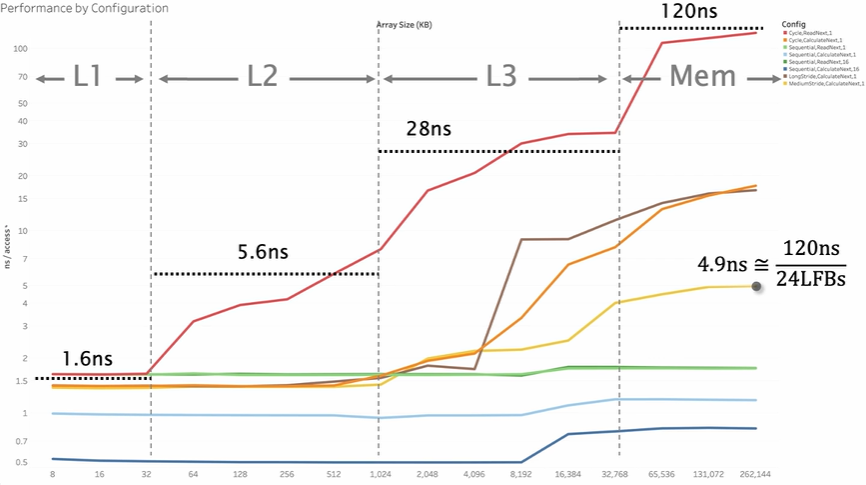 Performance by Configuration
Array Size (KB)
120ns
Config
Cycle,ReadNext,1
Cycle,CalculateNext,1
Sequential,ReadNext,1
Sequential,CalculateNext,1
Sequential,ReadNext,16
Sequential,CalculateNext,16
LongStride,CalculateNext,1
MediumStride,CalculateNext,1
L1
L2
L3
Mem
28ns
5.6ns
1.6ns
4.9ns ≅ 120ns
24LFBs
ns / access*
100
70
50
40
30
20
15
10
7
5
4
3
2
1.5
1
0.7
0.5
8 16 32 64 128 256 512 1,024 2,048 4,096 8,192 16,384 32,768 65,536 131,072 262,144